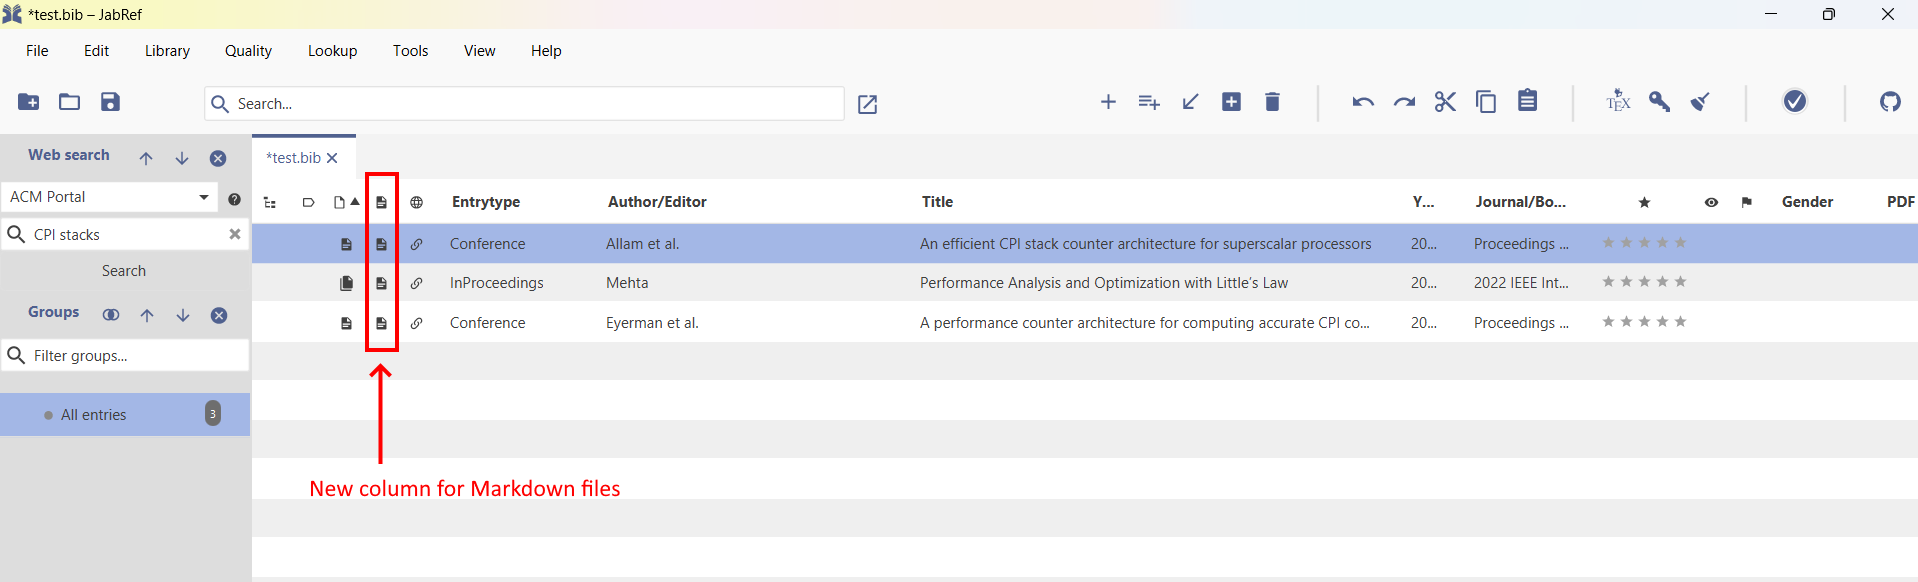 *test.bib – JabRef
File Edit Library Quality Lookup Tools View Help
Search...
TEX
Web search
*test.bib
ACM Portal
Entrytype Author/Editor Title Y... Journal/Bo... Gender PDF
CPI stacks
Conference Allam et al. An efficient CPI stack counter architecture for superscalar processors 20... Proceedings ...
Search
InProceedings Mehta Performance Analysis and Optimization with Little's Law 20... 2022 IEEE Int...
Groups
Conference Eyerman et al. A performance counter architecture for computing accurate CPI co... 20... Proceedings ...
Filter groups...
All entries 3
New column for Markdown files